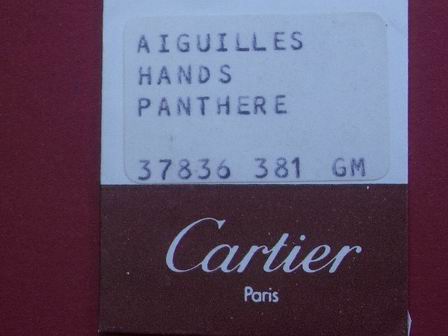 AIGUILLES
HANDS
PANTHERE
37836 381 GM
Cartier
Paris